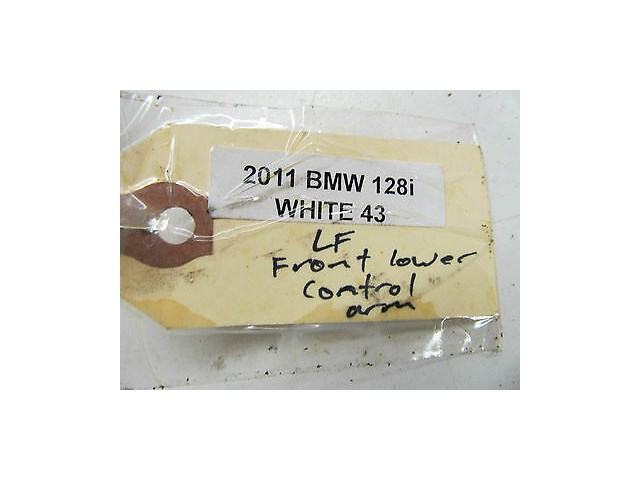 2011 BMW 128i
WHITE 43
LF
Front lower
control
arm